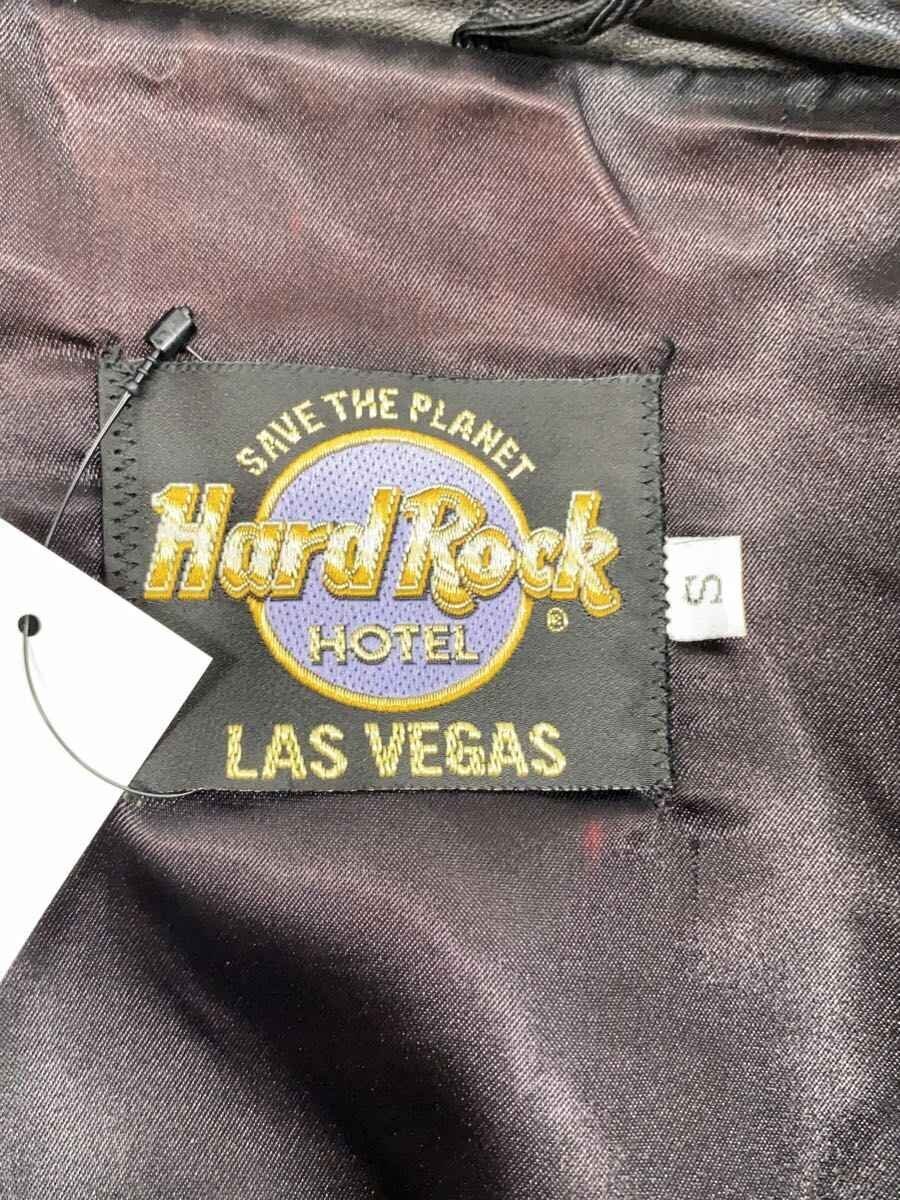 SAVE THE PLANET
Hard Rock
HOTEL ®
LAS VEGAS
S